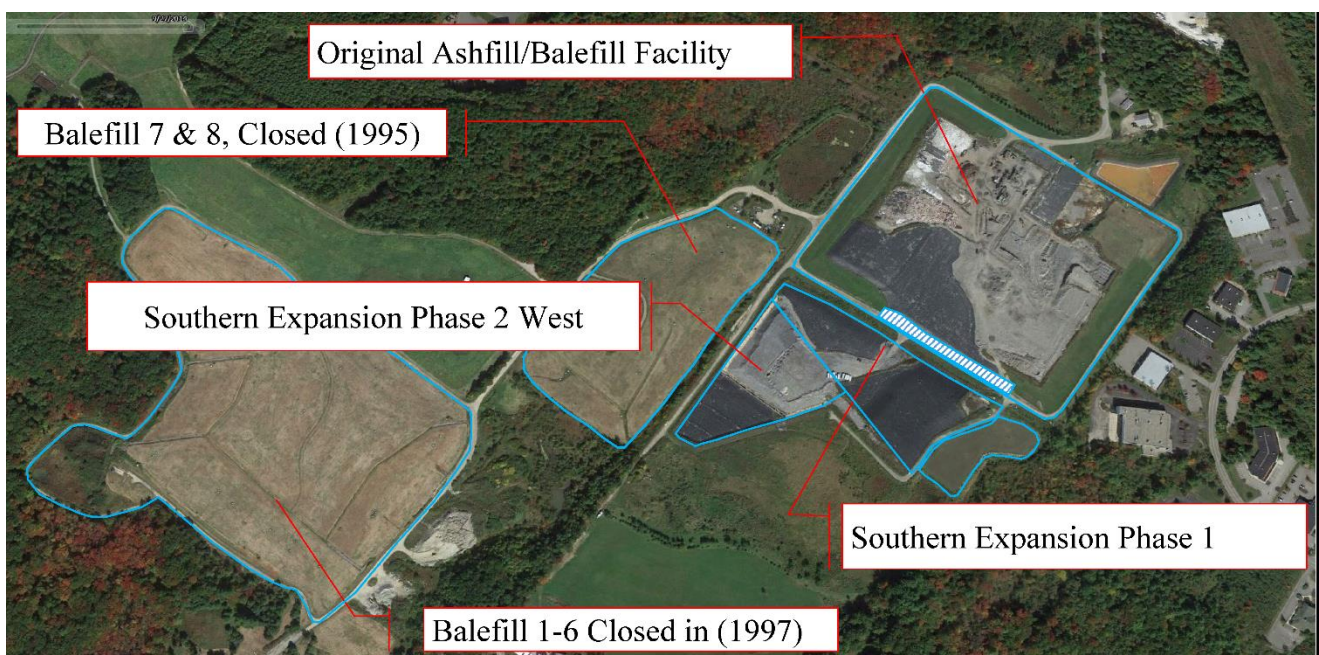 Original Ashfill/Balefill Facility
Balefill 7 & 8, Closed (1995)
Southern Expansion Phase 2 West
Southern Expansion Phase 1
Balefill 1-6 Closed in (1997)